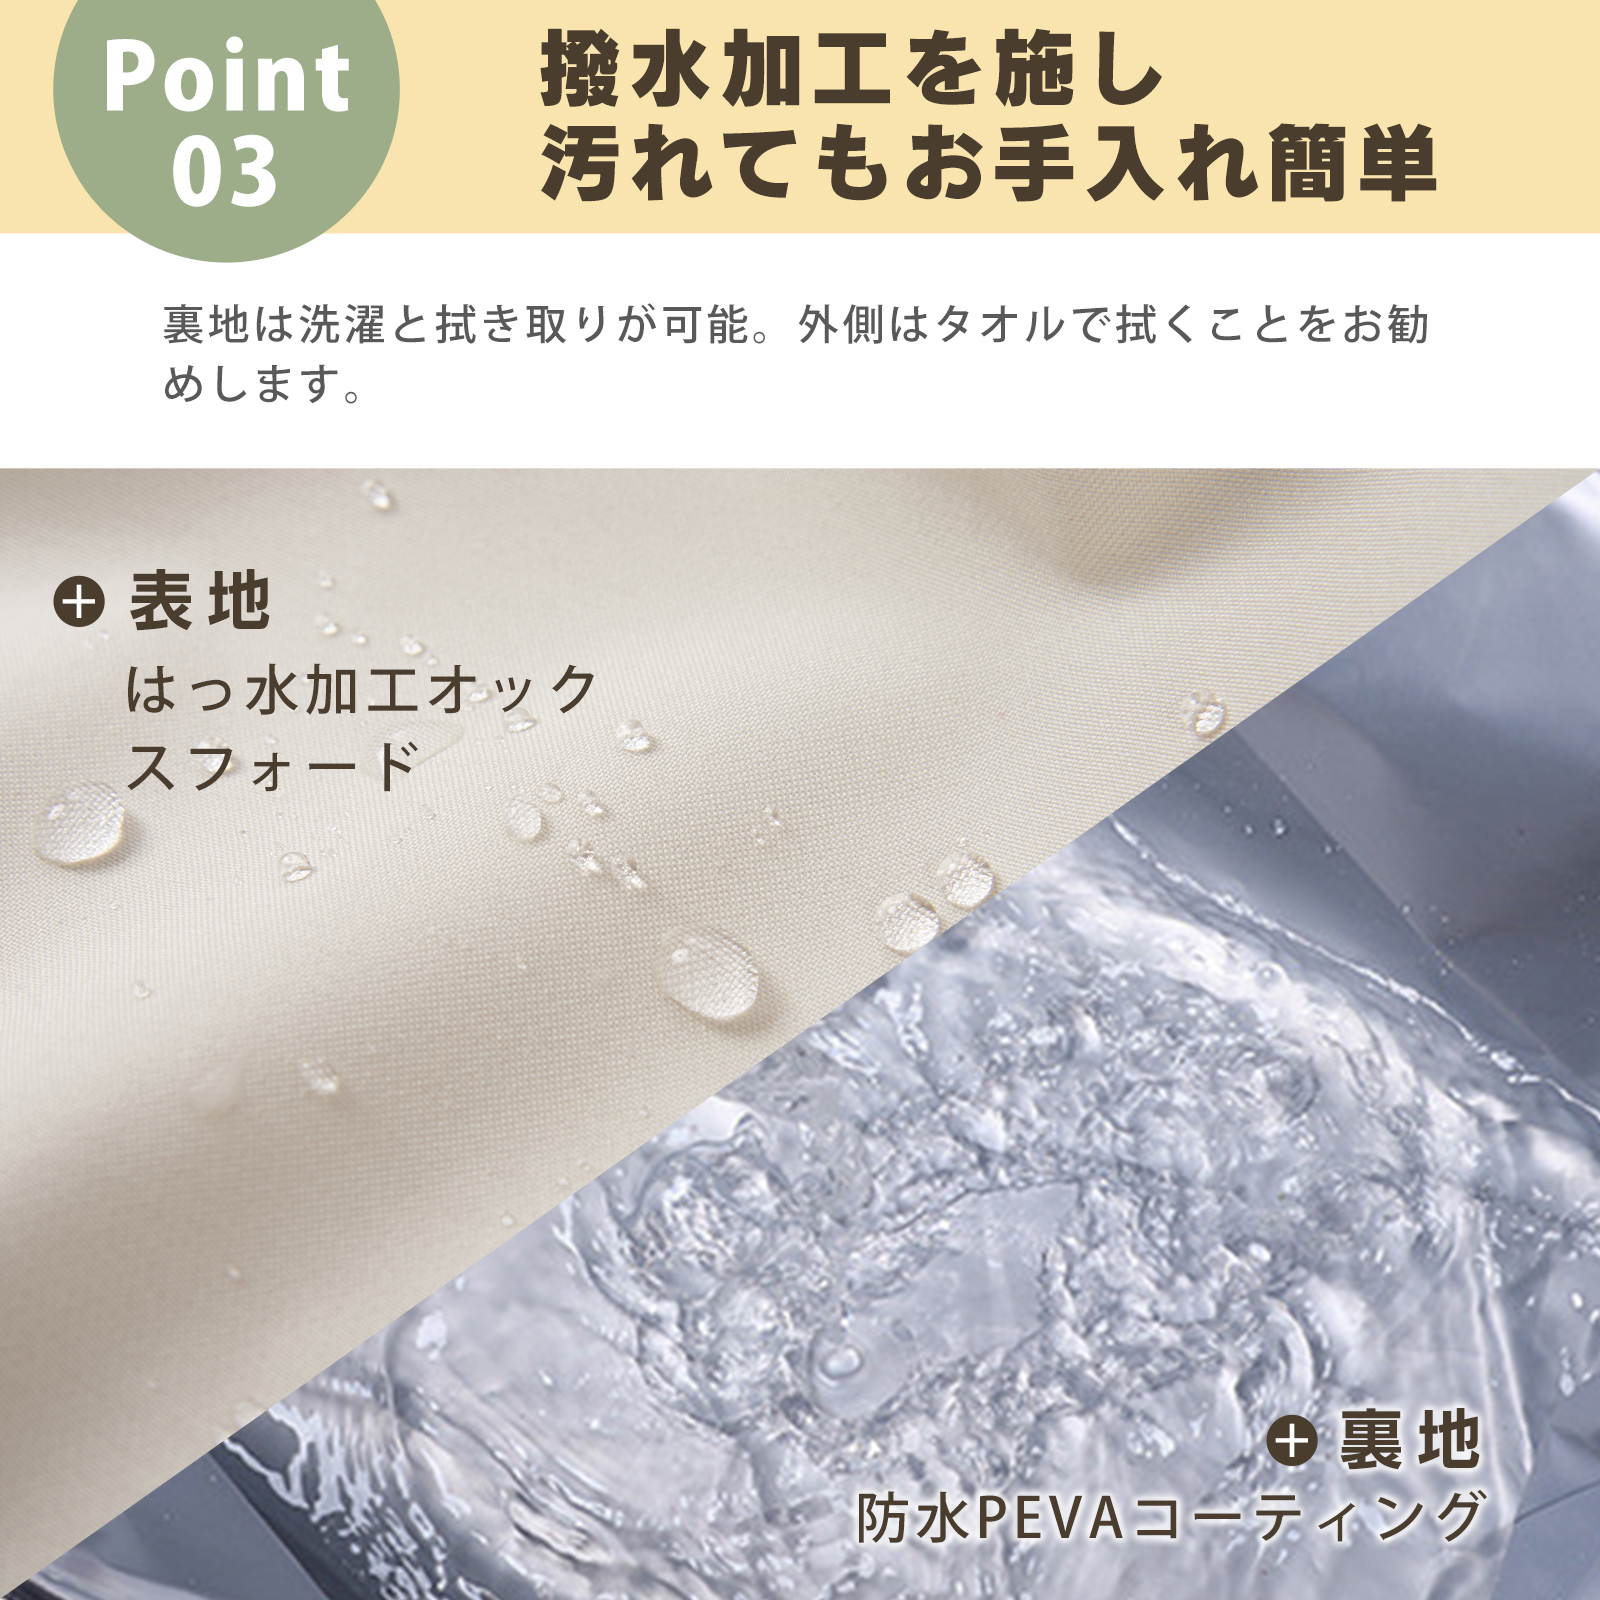 Point
03
撥水加工を施し
汚れてもお手入れ簡単
裏地は洗濯と拭き取りが可能。外側はタオルで拭くことをお勧
めします。
表地
はっ水加工オック
スフォード
裏地
防水PEVAコーティング